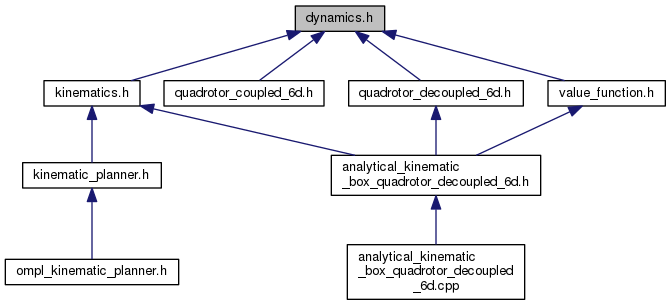 dynamics.h
kinematics.h
quadrotor_coupled_6d.h
quadrotor_decoupled_6d.h
value_function.h
kinematic_planner.h
analytical_kinematic
_box_quadrotor_decoupled_6d.h
ompl_kinematic_planner.h
analytical_kinematic
_box_quadrotor_decoupled
_6d.cpp